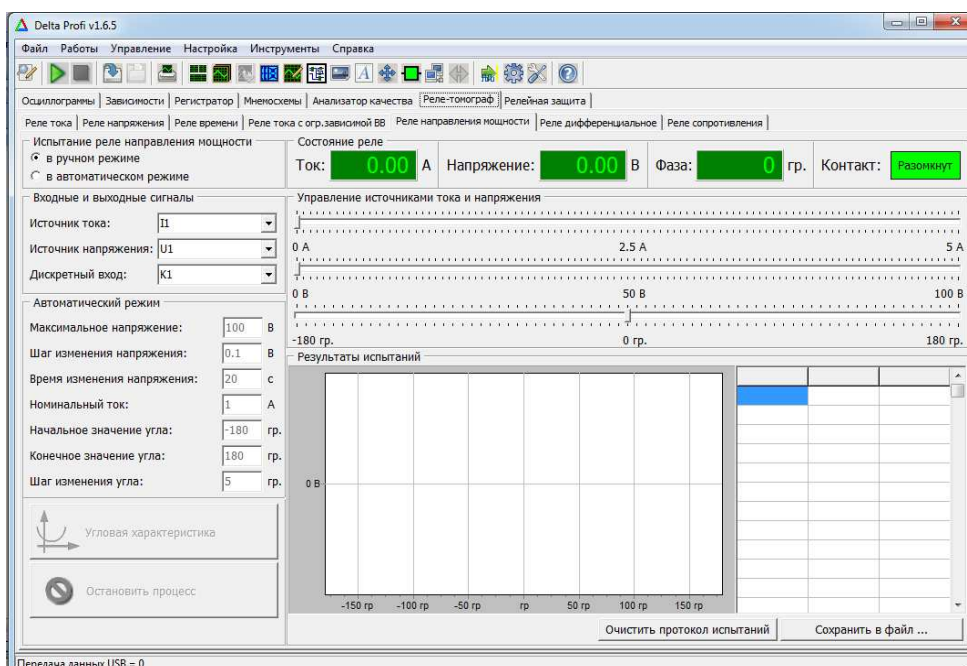 Delta Profi v1.6.5
Файл Работы Управление Настройка Инструменты Справка
Осциллограммы Зависимости Регистратор Мнемосхемы Анализатор качества Реле-томограф Релейная защита
Реле тока Реле напряжения Реле времени Реле тока с огр.зависимой ВВ Реле направления мощности Реле дифференциальное Реле сопротивления
Испытание реле направления мощности
в ручном режиме
в автоматическом режиме
Состояние реле
Ток: 0.00 А Напряжение: 0.00 В Фаза: 0 гр. Контакт: Разомкнут
Входные и выходные сигналы
Источник тока: I1
Источник напряжения: U1
Дискретный вход: K1
Управление источниками тока и напряжения
0 А 2.5 А 5 А
0 В 50 В 100 В
-180 гр. 0 гр. 180 гр.
Автоматический режим
Максимальное напряжение: 100 В
Шаг изменения напряжения: 0.1 В
Время изменения напряжения: 20 с
Номинальный ток: 1 А
Начальное значение угла: -180 гр.
Конечное значение угла: 180 гр.
Шаг изменения угла: 5 гр.
Угловая характеристика
Остановить процесс
Результаты испытаний
0 В
-150 гр -100 гр -50 гр гр 50 гр 100 гр 150 гр
Очистить протокол испытаний Сохранить в файл ...
Передача данных USB = 0